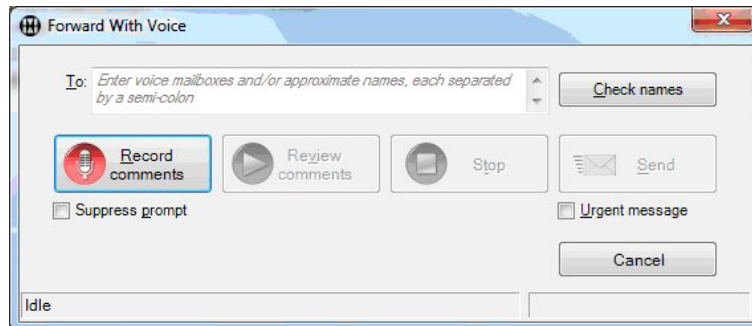 Forward With Voice
To:
Enter voice mailboxes and/or approximate names, each separated
by a semi-colon
Check names
Record
comments
Review
comments
Stop
Send
Suppress prompt
Urgent message
Cancel
Idle